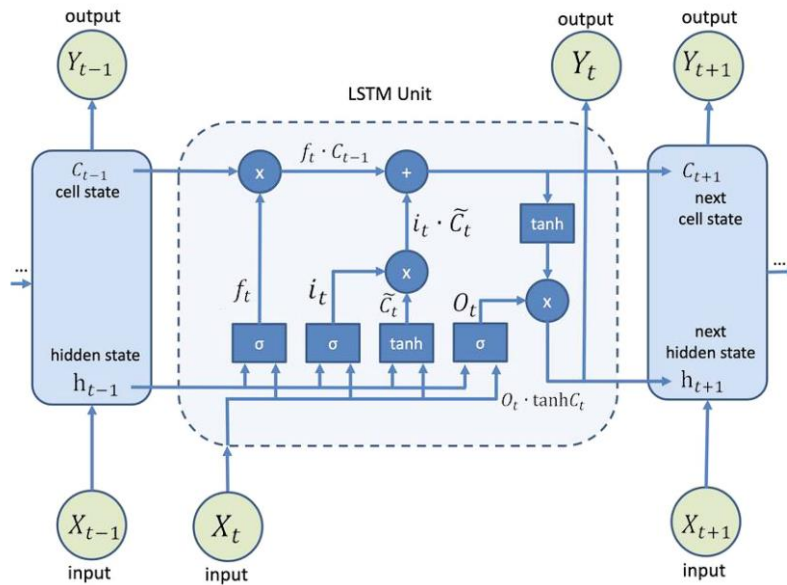 output
output
output
Y_{t−1}
Y_t
Y_{t+1}
LSTM Unit
C_{t−1}
cell state
x
f_t · C_{t−1}
+
C_{t+1}
next
cell state
i_t · C̃_t
tanh
...
...
f_t
i_t
x
C̃_t
O_t
x
σ
σ
tanh
σ
hidden state
h_{t−1}
next
hidden state
h_{t+1}
O_t · tanhC_t
X_{t−1}
X_t
X_{t+1}
input
input
input